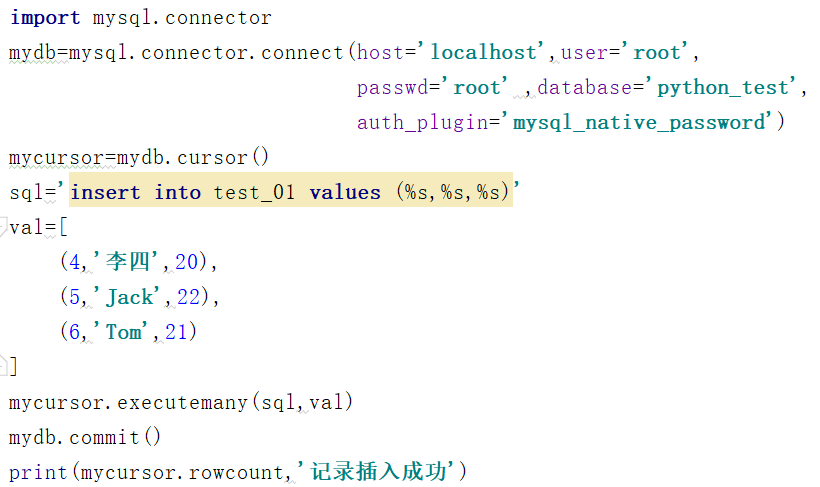 import mysql.connector
mydb=mysql.connector.connect(host='localhost',user='root',
passwd='root' ,database='python_test',
auth_plugin='mysql_native_password')
mycursor=mydb.cursor()
sql='insert into test_01 values (%s,%s,%s)'
val=[
(4,'李四',20),
(5,'Jack',22),
(6,'Tom',21)
]
mycursor.executemany(sql,val)
mydb.commit()
print(mycursor.rowcount,'记录插入成功')